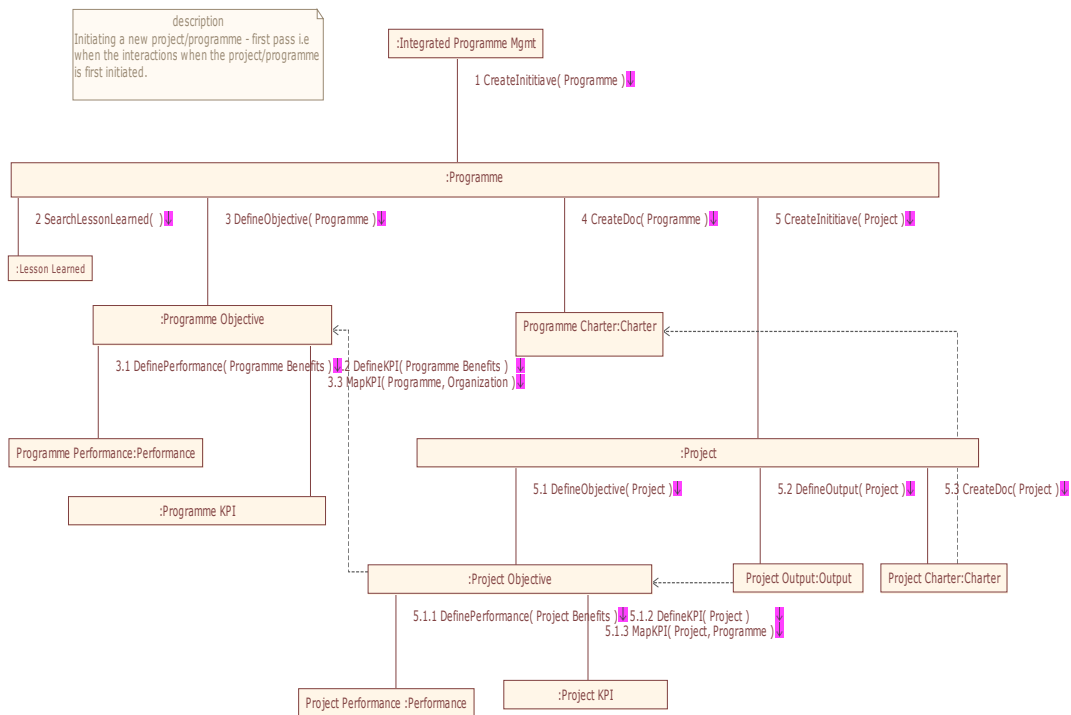 description
Initiating a new project/programme - first pass i.e
when the interactions when the project/programme
is first initiated.
:Integrated Programme Mgmt
1 CreateInititiave( Programme )
:Programme
2 SearchLessonLearned(  )
3 DefineObjective( Programme )
4 CreateDoc( Programme )
5 CreateInititiave( Project )
:Lesson Learned
:Programme Objective
Programme Charter:Charter
3.1 DefinePerformance( Programme Benefits )
.2 DefineKPI( Programme Benefits )
3.3 MapKPI( Programme, Organization )
Programme Performance:Performance
:Project
:Programme KPI
5.1 DefineObjective( Project )
5.2 DefineOutput( Project )
5.3 CreateDoc( Project )
:Project Objective
Project Output:Output
Project Charter:Charter
5.1.1 DefinePerformance( Project Benefits )
5.1.2 DefineKPI( Project )
5.1.3 MapKPI( Project, Programme )
Project Performance :Performance
:Project KPI